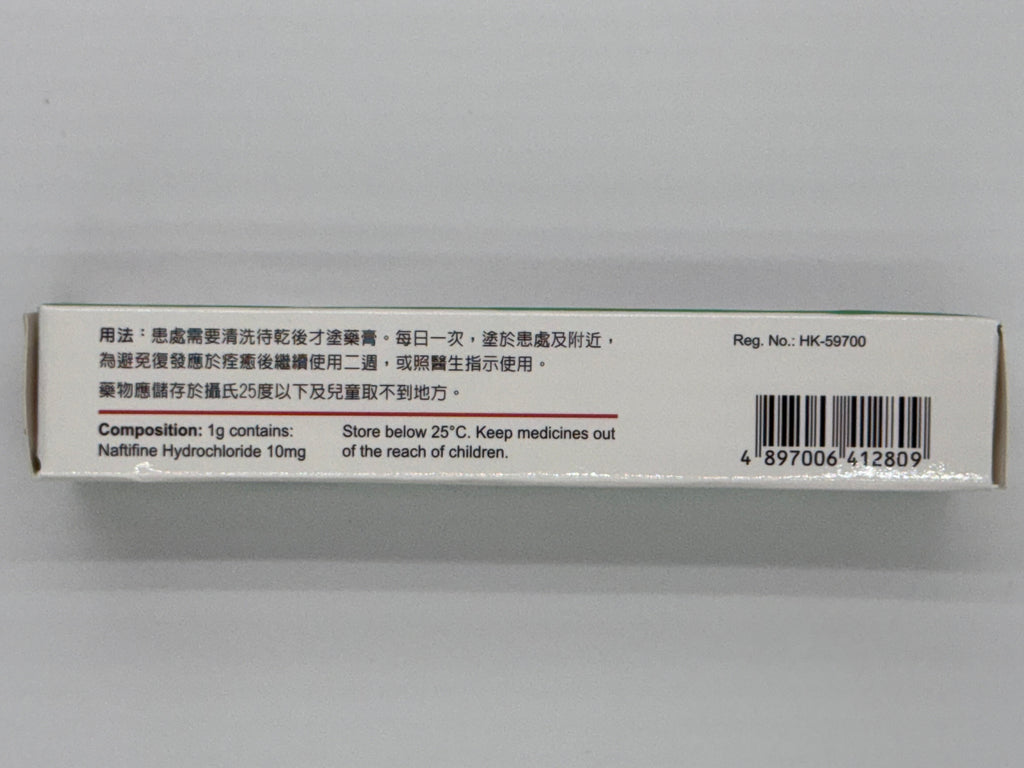 用法：患處需要清洗待乾後才塗藥膏。每日一次，塗於患處及附近，
為避免復發應於痊癒後繼續使用二週，或照醫生指示使用。
藥物應儲存於攝氏25度以下及兒童取不到地方。
Composition: 1g contains:
Naftifine Hydrochloride 10mg
Store below 25°C. Keep medicines out
of the reach of children.
Reg. No.: HK-59700
4 897006 412809